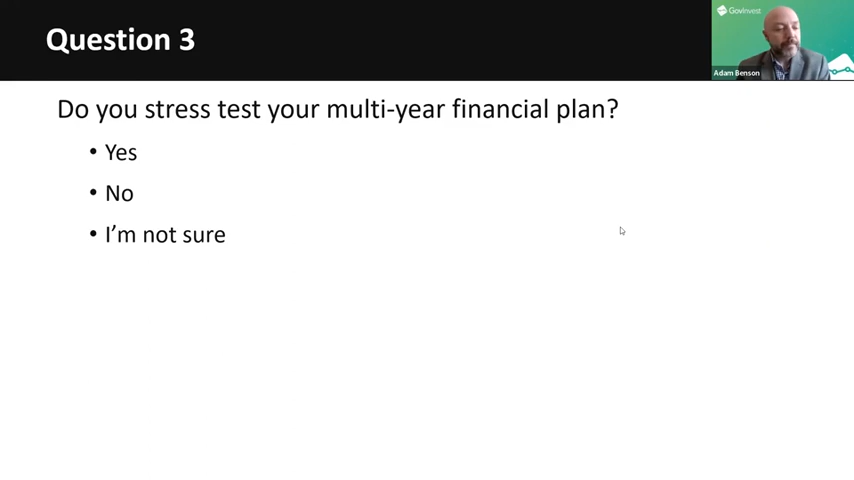 Question 3
GovInvest
Adam Benson
Do you stress test your multi-year financial plan?
• Yes
• No
• I'm not sure